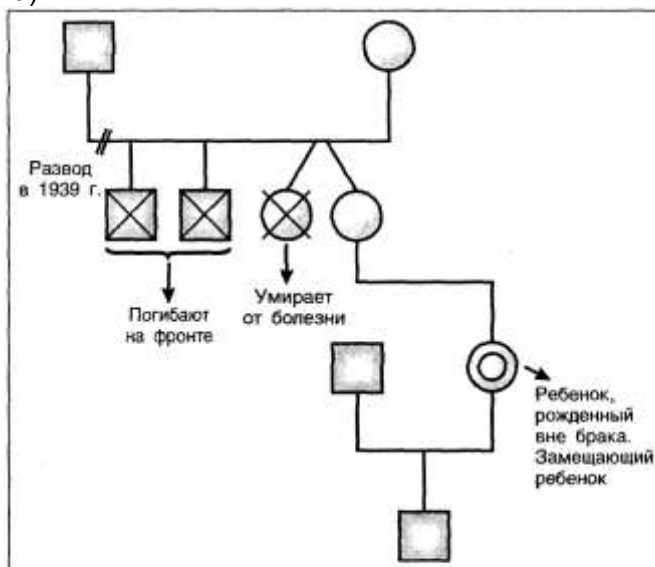 Развод
в 1939 г.
Погибают
на фронте
Умирает
от болезни
Ребенок,
рожденный
вне брака.
Замещающий
ребенок